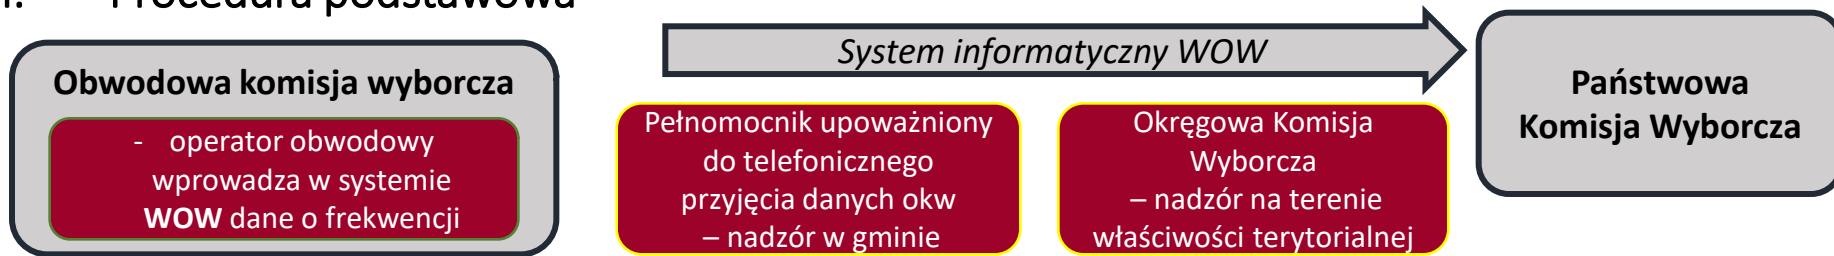 Procedura podstawowa
Obwodowa komisja wyborcza
- operator obwodowy
wprowadza w systemie
WOW dane o frekwencji
System informatyczny WOW
Pełnomocnik upoważniony
do telefonicznego
przyjęcia danych okw
– nadzór w gminie
Okręgowa Komisja
Wyborcza
– nadzór na terenie
właściwości terytorialnej
Państwowa
Komisja Wyborcza